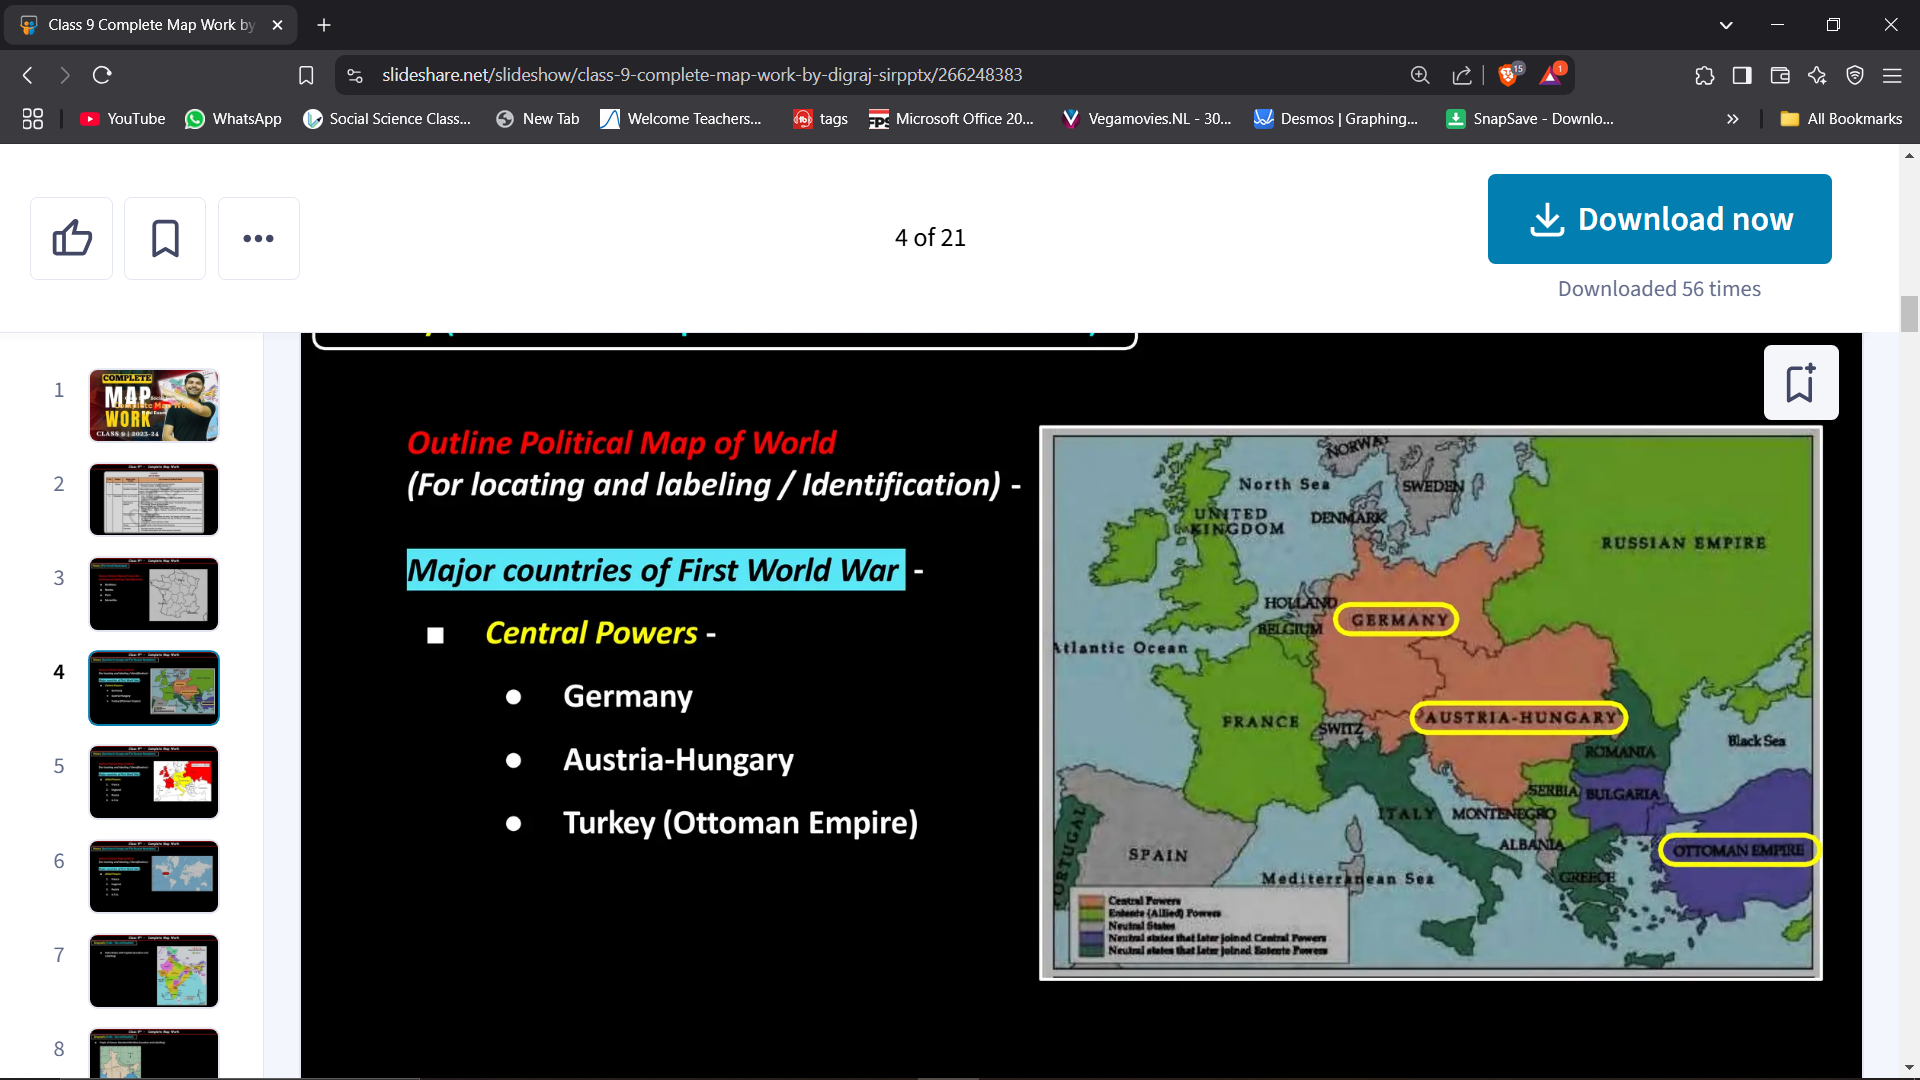 Class 9 Complete Map Work by
slideshare.net/slideshow/class-9-complete-map-work-by-digraj-sirpptx/266248383
15
1
YouTube
WhatsApp
Social Science Class...
New Tab
Welcome Teachers...
tags
Microsoft Office 20...
Vegamovies.NL - 30...
Desmos | Graphing...
SnapSave - Downlo...
All Bookmarks
4 of 21
Download now
Downloaded 56 times
1
COMPLETE
MAP
WORK
CLASS 9 | 2023-24
2
3
4
5
6
7
8
Outline Political Map of World
(For locating and labeling / Identification) -
Major countries of First World War -
Central Powers -
Germany
Austria-Hungary
Turkey (Ottoman Empire)
NORWAY
North Sea
SWEDEN
UNITED
KINGDOM
DENMARK
RUSSIAN EMPIRE
HOLLAND
GERMANY
BELGIUM
Atlantic Ocean
FRANCE
AUSTRIA-HUNGARY
SWITZ
ROMANIA
Black Sea
SERBIA
BULGARIA
ITALY
MONTENEGRO
PORTUGAL
SPAIN
ALBANIA
OTTOMAN EMPIRE
Mediterranean Sea
GREECE
Central Powers
Entente (Allied) Powers
Neutral States
Neutral states that later joined Central Powers
Neutral states that later joined Entente Powers